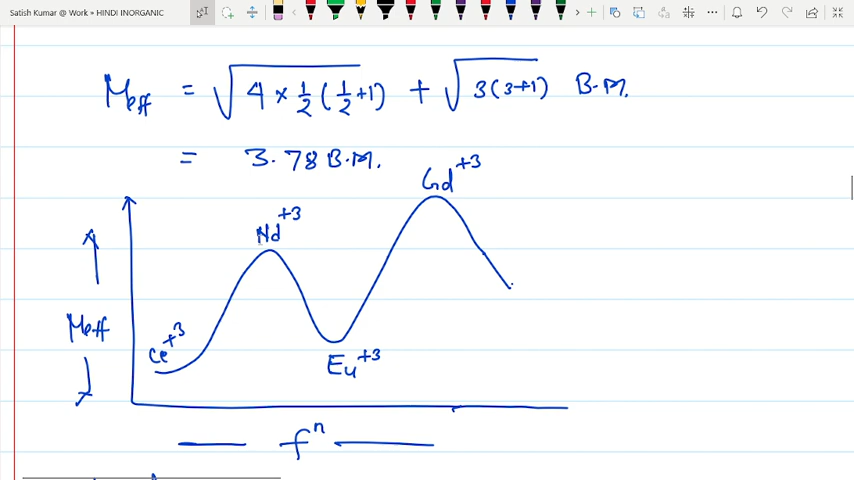 Satish Kumar @ Work » HINDI INORGANIC
μeff = √4 × 1/2 (1/2 +1) + √3(3+1) B.M.
= 3.78 B.M.
Gd+3
Nd+3
μeff
Ce+3
Eu+3
fn